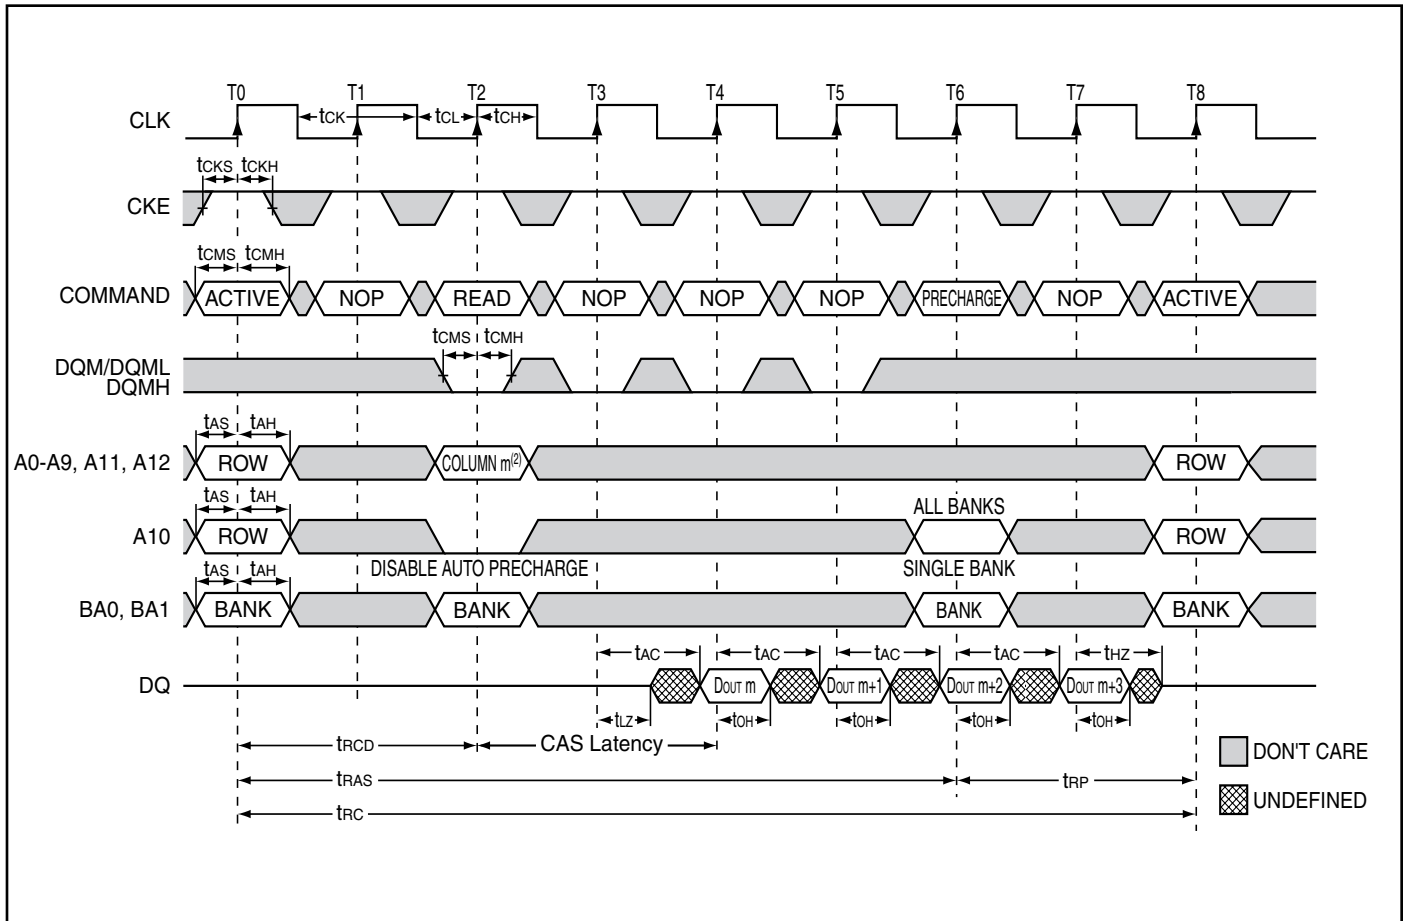 T0 T1 T2 T3 T4 T5 T6 T7 T8
CLK tCK tCL tCH
tCKS tCKH
CKE
tCMS tCMH
COMMAND ACTIVE NOP READ NOP NOP NOP PRECHARGE NOP ACTIVE
tCMS tCMH
DQM/DQML
DQMH
tAS tAH
A0-A9, A11, A12 ROW COLUMN m(2) ROW
tAS tAH
ALL BANKS
A10 ROW ROW
DISABLE AUTO PRECHARGE SINGLE BANK
tAS tAH
BA0, BA1 BANK BANK BANK BANK
tAC tAC tAC tAC tHZ
DQ DOUT m DOUT m+1 DOUT m+2 DOUT m+3
tLZ tOH tOH tOH tOH
tRCD CAS Latency
DON'T CARE
tRAS tRP
UNDEFINED
tRC